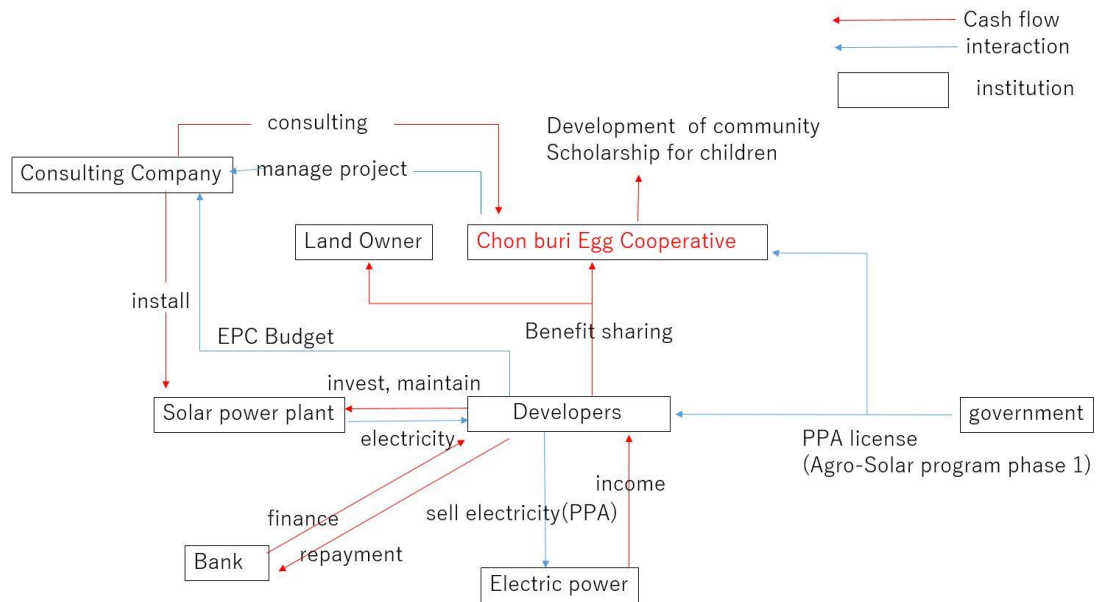 Cash flow
interaction
institution
consulting
Development of community
Scholarship for children
Consulting Company
manage project
Land Owner
Chon buri Egg Cooperative
install
EPC Budget
Benefit sharing
invest, maintain
Solar power plant
Developers
government
electricity
PPA license
(Agro-Solar program phase 1)
income
finance
sell electricity(PPA)
repayment
Bank
Electric power